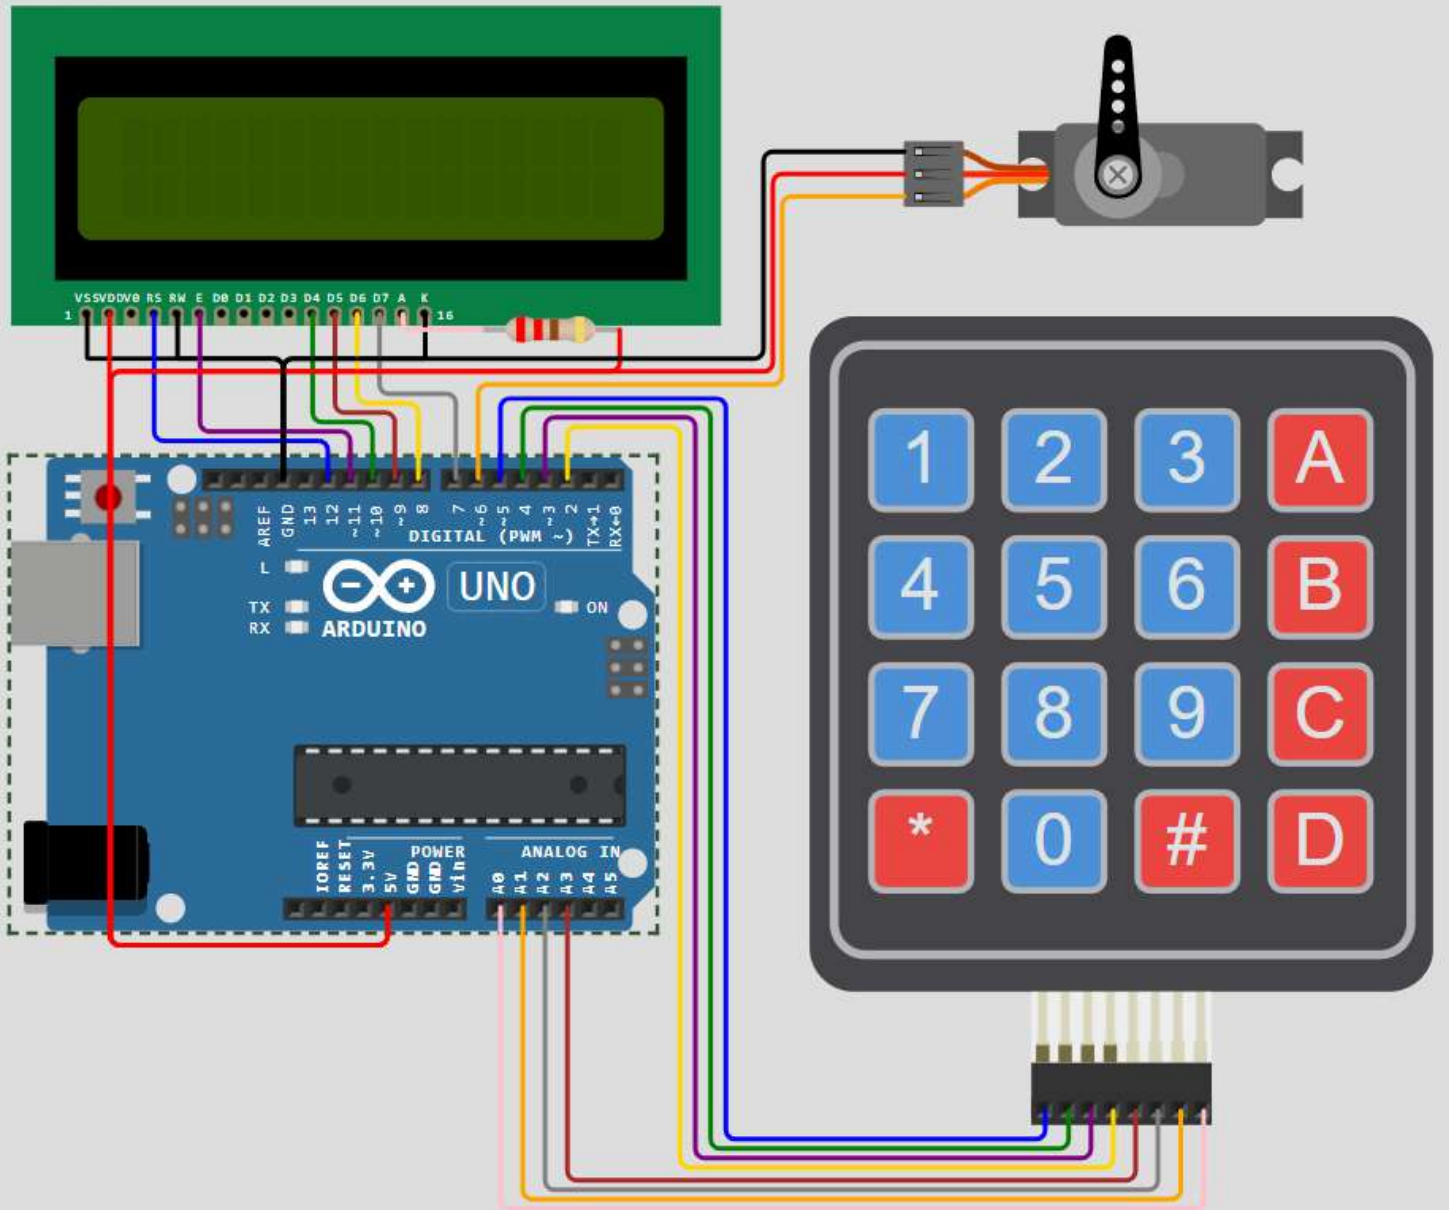 VSS VDD V0 RS RW E D0 D1 D2 D3 D4 D5 D6 D7 A K
1 16
1 2 3 A
4 5 6 B
7 8 9 C
* 0 # D
AREF GND 13 12 ~11 ~10 ~9 8 7 ~6 ~5 4 ~3 2 TX→1 RX←0
DIGITAL (PWM ~)
L
TX
RX
UNO
ON
ARDUINO
POWER
ANALOG IN
IOREF RESET 3.3V 5V GND GND Vin A0 A1 A2 A3 A4 A5